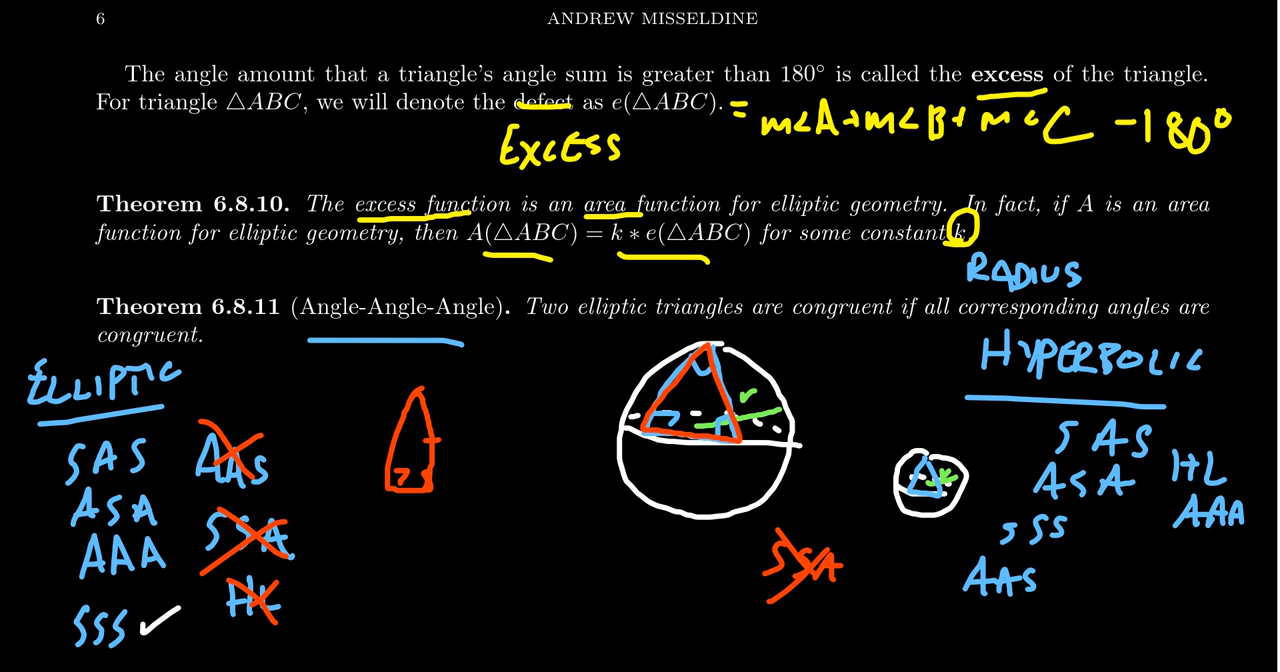 6 ANDREW MISSELDINE
The angle amount that a triangle's angle sum is greater than 180° is called the excess of the triangle.
For triangle △ABC, we will denote the defect as e(△ABC). = m∠A + m∠B + m∠C - 180°
EXCESS
Theorem 6.8.10. The excess function is an area function for elliptic geometry. In fact, if A is an area
function for elliptic geometry, then A(△ABC) = k * e(△ABC) for some constant k.
RADIUS
Theorem 6.8.11 (Angle-Angle-Angle). Two elliptic triangles are congruent if all corresponding angles are
congruent.
ELLIPTIC
SAS
ASA
AAA
SSS ✓
AAS
SSA
HL
r
SSA
HYPERBOLIC
SAS
ASA
SSS
AAS
HL
AAA